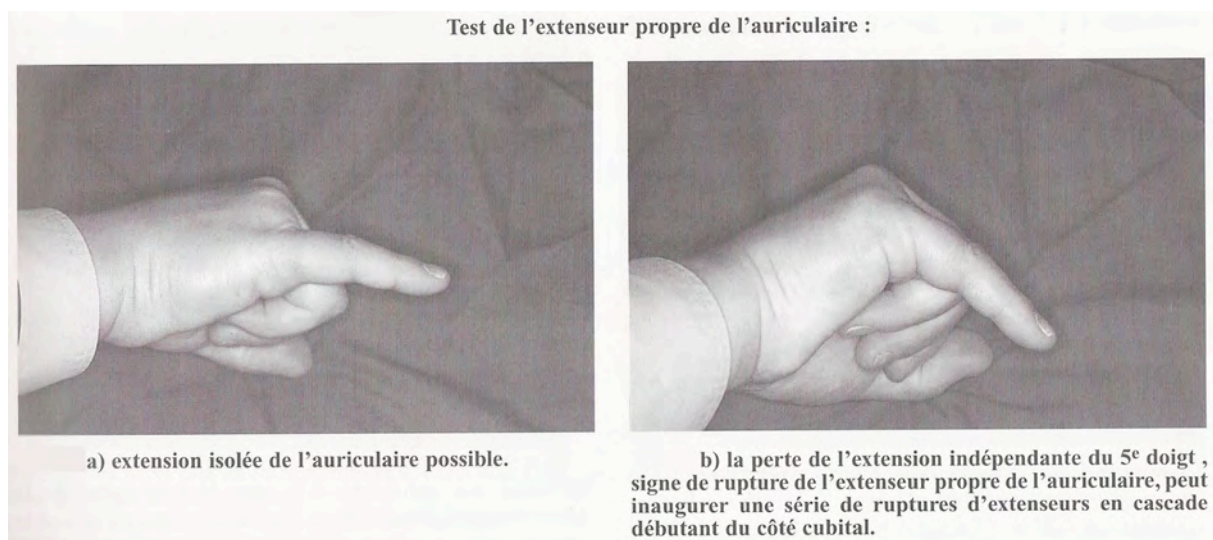 Test de l'extenseur propre de l'auriculaire :
a) extension isolée de l'auriculaire possible.
b) la perte de l'extension indépendante du 5e doigt ,
signe de rupture de l'extenseur propre de l'auriculaire, peut
inaugurer une série de ruptures d'extenseurs en cascade
débutant du côté cubital.